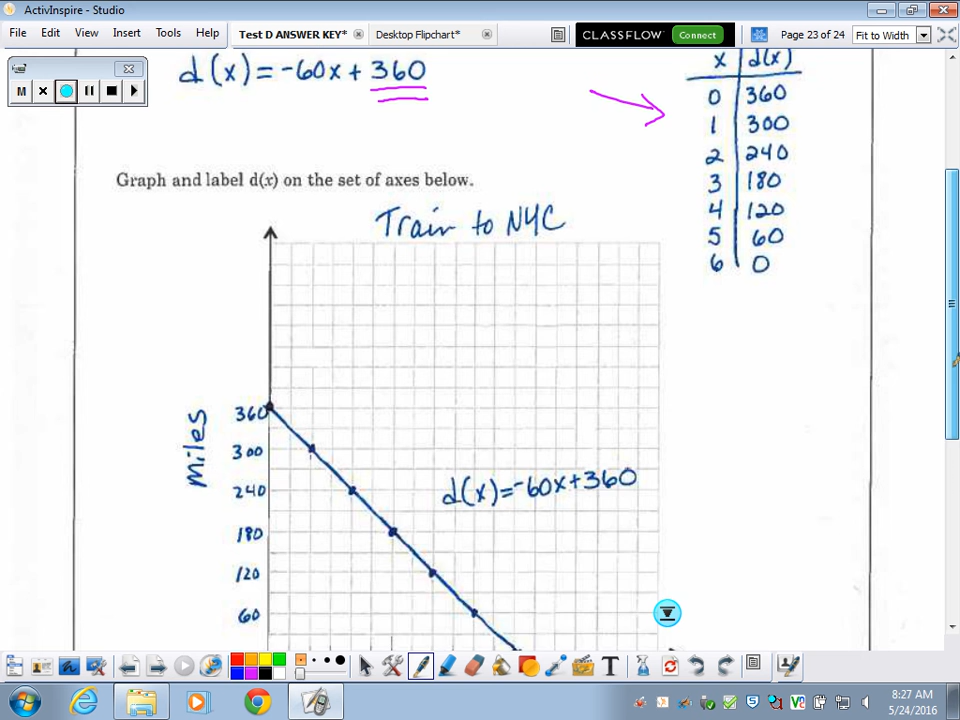 ActivInspire - Studio
File Edit View Insert Tools Help
Test D ANSWER KEY*
Desktop Flipchart*
CLASSFLOW Connect
Page 23 of 24
Fit to Width
M
d(x) = -60x + 360
x d(x)
0 360
1 300
2 240
3 180
4 120
5 60
6 0
Graph and label d(x) on the set of axes below.
Train to NYC
Miles
360
300
240
180
120
60
d(x)=-60x+360
T
8:27 AM
5/24/2016